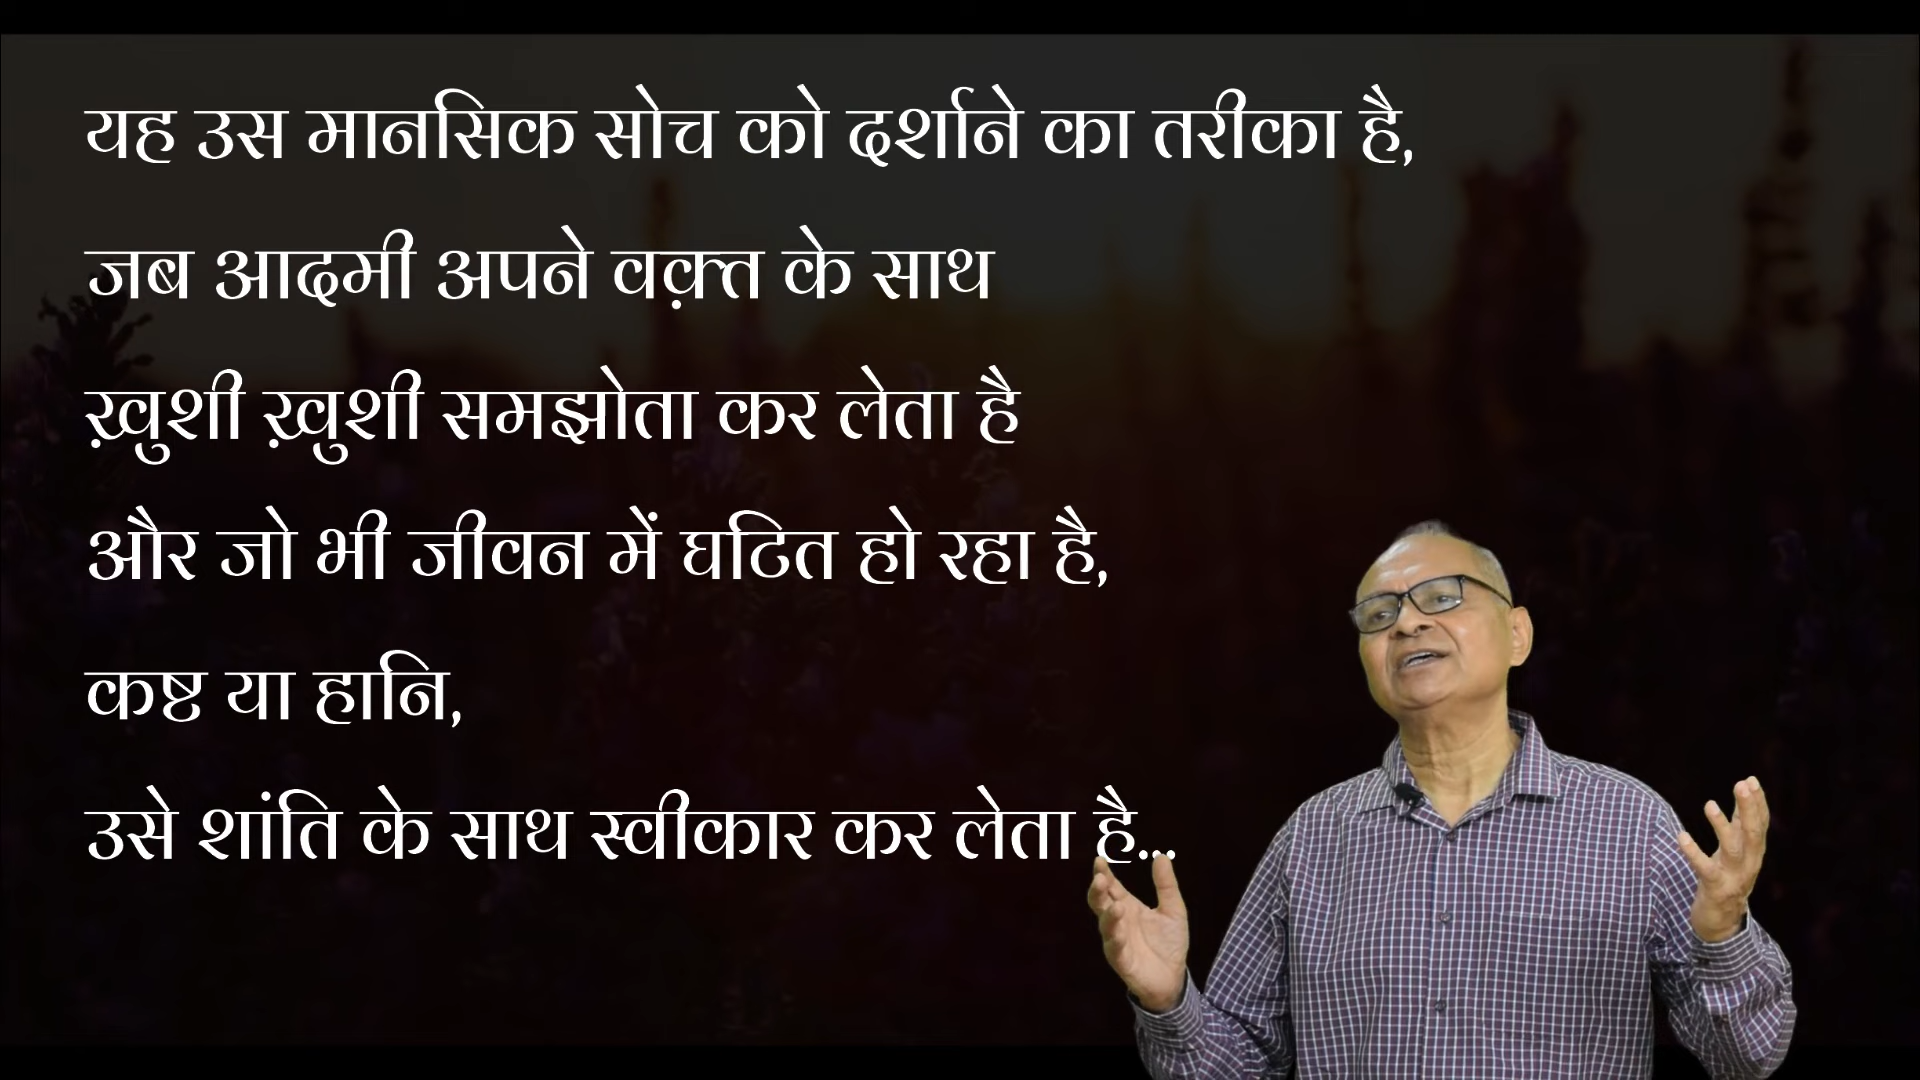 यह उस मानसिक सोच को दर्शाने का तरीका है,
जब आदमी अपने वक़्त के साथ
ख़ुशी ख़ुशी समझोता कर लेता है
और जो भी जीवन में घटित हो रहा है,
कष्ट या हानि,
उसे शांति के साथ स्वीकार कर लेता है...